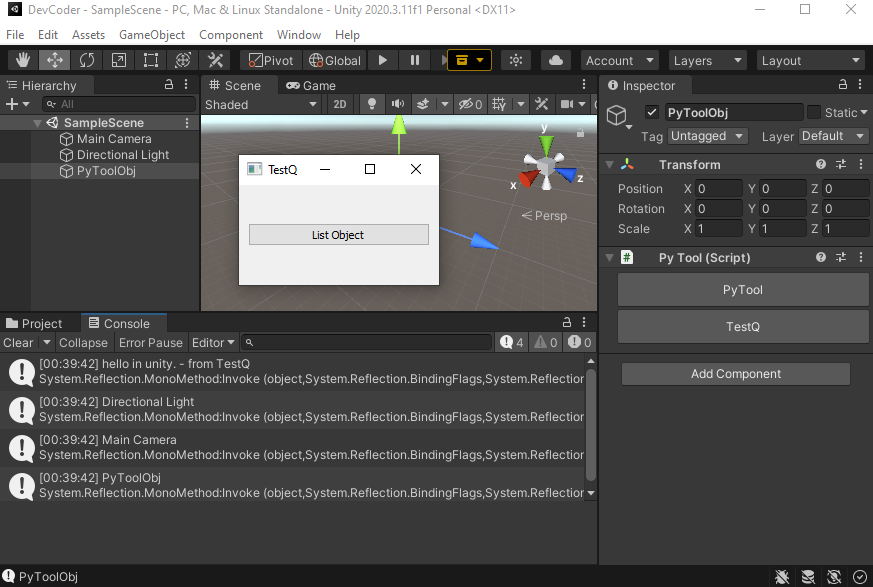 DevCoder - SampleScene - PC, Mac & Linux Standalone - Unity 2020.3.11f1 Personal <DX11>
File Edit Assets GameObject Component Window Help
Pivot Global Account Layers Layout
Hierarchy
All
SampleScene
Main Camera
Directional Light
PyToolObj
Scene Game
Shaded 2D 0
y
x
z
Persp
TestQ
List Object
Inspector
PyToolObj Static
Tag Untagged Layer Default
Transform
Position X 0 Y 0 Z 0
Rotation X 0 Y 0 Z 0
Scale X 1 Y 1 Z 1
Py Tool (Script)
PyTool
TestQ
Add Component
Project Console
Clear Collapse Error Pause Editor 4 0 0
[00:39:42] hello in unity. - from TestQ
System.Reflection.MonoMethod:Invoke (object,System.Reflection.BindingFlags,System.Reflection
[00:39:42] Directional Light
System.Reflection.MonoMethod:Invoke (object,System.Reflection.BindingFlags,System.Reflection
[00:39:42] Main Camera
System.Reflection.MonoMethod:Invoke (object,System.Reflection.BindingFlags,System.Reflection
[00:39:42] PyToolObj
System.Reflection.MonoMethod:Invoke (object,System.Reflection.BindingFlags,System.Reflection
PyToolObj